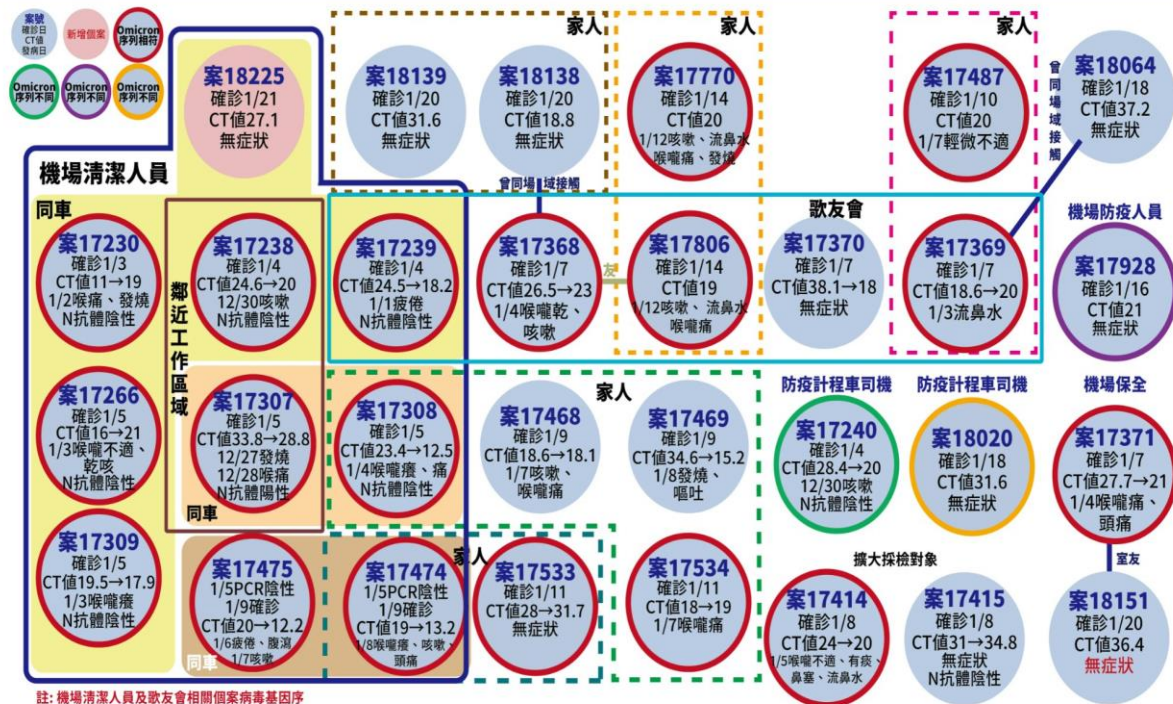 案號
確診日
CT值
發病日
新增個案
Omicron
序列相符
Omicron
序列不同
Omicron
序列不同
Omicron
序列不同
機場清潔人員
同車
案18225
確診1/21
CT值27.1
無症狀
家人
案18139
確診1/20
CT值31.6
無症狀
案18138
確診1/20
CT值18.8
無症狀
曾同場域接觸
家人
案17770
確診1/14
CT值20
1/12咳嗽、流鼻水
喉嚨痛、發燒
家人
案17487
確診1/10
CT值20
1/7輕微不適
曾同場域接觸
案18064
確診1/18
CT值37.2
無症狀
案17230
確診1/3
CT值11→19
1/2喉痛、發燒
N抗體陰性
鄰近工作區域
案17238
確診1/4
CT值24.6→20
12/30咳嗽
N抗體陰性
案17239
確診1/4
CT值24.5→18.2
1/1疲倦
N抗體陰性
案17368
確診1/7
CT值26.5→23
1/4喉嚨乾、
咳嗽
友
案17806
確診1/14
CT值19
1/12咳嗽、流鼻水
喉嚨痛
歌友會
案17370
確診1/7
CT值38.1→18
無症狀
案17369
確診1/7
CT值18.6→20
1/3流鼻水
機場防疫人員
案17928
確診1/16
CT值21
無症狀
案17266
確診1/5
CT值16→21
1/3喉嚨不適、
乾咳
N抗體陰性
案17307
確診1/5
CT值33.8→28.8
12/27發燒
12/28喉痛
N抗體陽性
同車
案17308
確診1/5
CT值23.4→12.5
1/4喉嚨癢、痛
N抗體陰性
家人
案17468
確診1/9
CT值18.6→18.1
1/7咳嗽、
喉嚨痛
案17469
確診1/9
CT值34.6→15.2
1/8發燒、
嘔吐
防疫計程車司機
案17240
確診1/4
CT值28.4→20
12/30咳嗽
N抗體陰性
防疫計程車司機
案18020
確診1/18
CT值31.6
無症狀
機場保全
案17371
確診1/7
CT值27.7→21
1/4喉嚨痛、
頭痛
室友
案17309
確診1/5
CT值19.5→17.9
1/3喉嚨癢
N抗體陰性
案17475
1/5PCR陰性
1/9確診
CT值20→12.2
1/6疲倦、腹瀉
1/7咳嗽
同車
案17474
1/5PCR陰性
1/9確診
CT值19→13.2
1/8喉嚨癢、咳嗽、
頭痛
家人
案17533
確診1/11
CT值28→31.7
無症狀
案17534
確診1/11
CT值18→19
1/7喉嚨痛
擴大採檢對象
案17414
確診1/8
CT值24→20
1/5喉嚨不適、有痰、
鼻塞、流鼻水
案17415
確診1/8
CT值31→34.8
無症狀
N抗體陰性
案18151
確診1/20
CT值36.4
無症狀
註: 機場清潔人員及歌友會相關個案病毒基因序